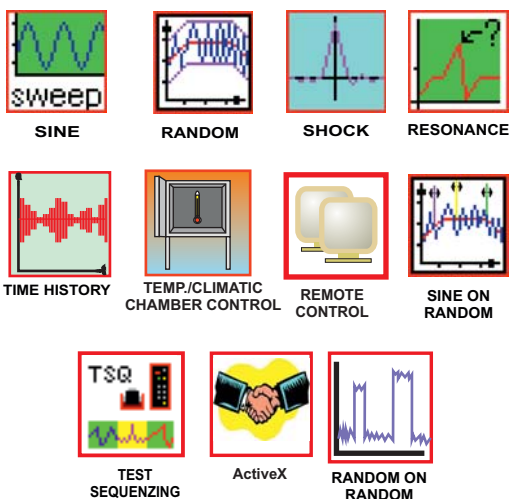 sweep
?
SINE
RANDOM
SHOCK
RESONANCE
TIME HISTORY
TEMP./CLIMATIC
CHAMBER CONTROL
REMOTE
CONTROL
SINE ON
RANDOM
TSQ
TEST
SEQUENZING
ActiveX
RANDOM ON
RANDOM